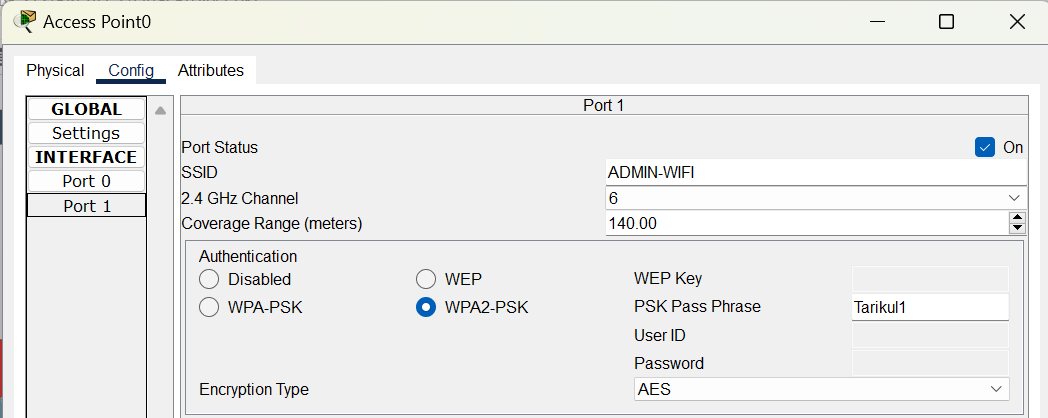 Access Point0
Physical Config Attributes
GLOBAL
Settings
INTERFACE
Port 0
Port 1
Port 1
Port Status On
SSID ADMIN-WIFI
2.4 GHz Channel 6
Coverage Range (meters) 140.00
Authentication
Disabled WEP WEP Key
WPA-PSK WPA2-PSK PSK Pass Phrase Tarikul1
User ID
Password
Encryption Type AES